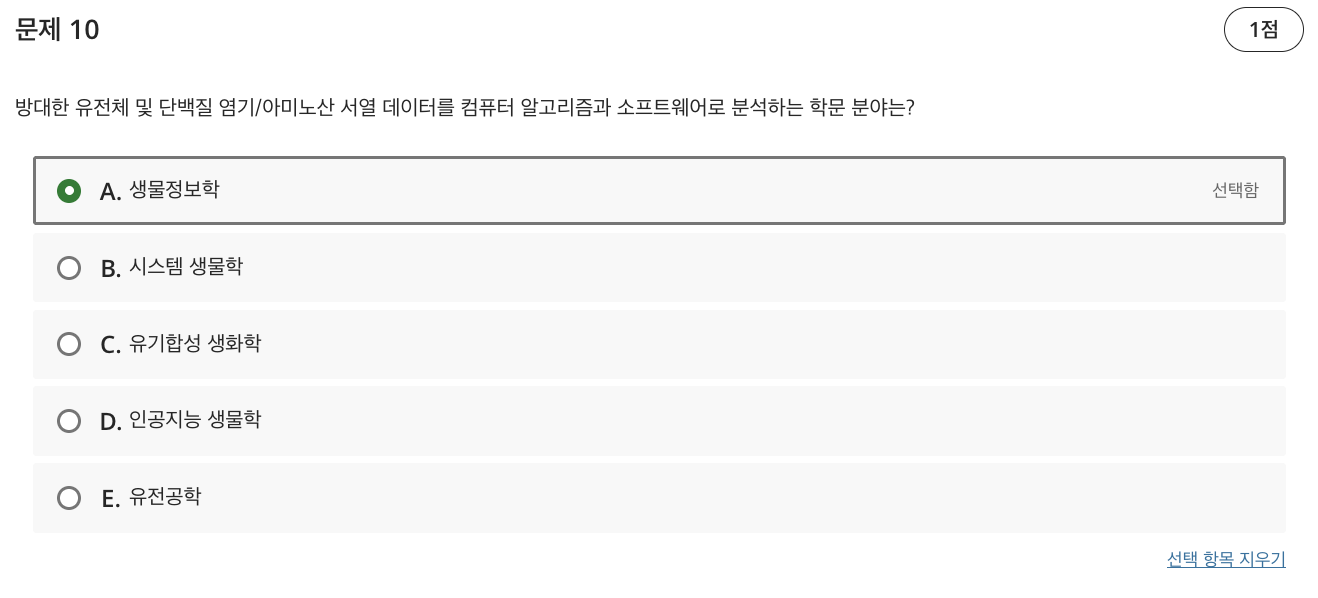 문제 10
1점
방대한 유전체 및 단백질 염기/아미노산 서열 데이터를 컴퓨터 알고리즘과 소프트웨어로 분석하는 학문 분야는?
A. 생물정보학 선택함
B. 시스템 생물학
C. 유기합성 생화학
D. 인공지능 생물학
E. 유전공학
선택 항목 지우기